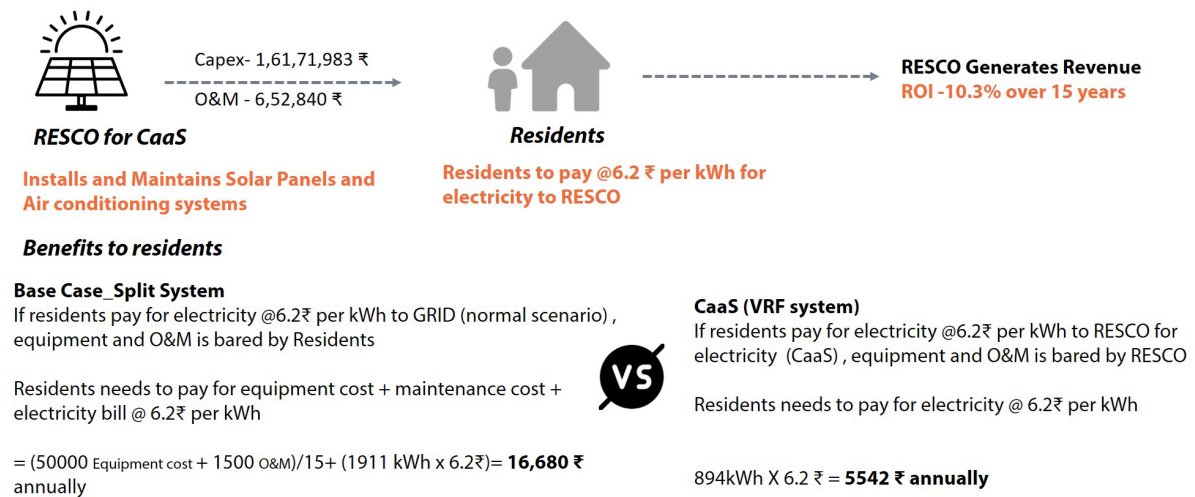 Capex- 1,61,71,983 ₹
O&M - 6,52,840 ₹
RESCO for CaaS
Installs and Maintains Solar Panels and
Air conditioning systems
Residents
Residents to pay @6.2 ₹ per kWh for
electricity to RESCO
RESCO Generates Revenue
ROI -10.3% over 15 years
Benefits to residents
Base Case_Split System
If residents pay for electricity @6.2₹ per kWh to GRID (normal scenario) ,
equipment and O&M is bared by Residents
Residents needs to pay for equipment cost + maintenance cost +
electricity bill @ 6.2₹ per kWh
= (50000 Equipment cost + 1500 O&M)/15+ (1911 kWh x 6.2₹)= 16,680 ₹
annually
VS
CaaS (VRF system)
If residents pay for electricity @6.2₹ per kWh to RESCO for
electricity (CaaS) , equipment and O&M is bared by RESCO
Residents needs to pay for electricity @ 6.2₹ per kWh
894kWh X 6.2 ₹ = 5542 ₹ annually